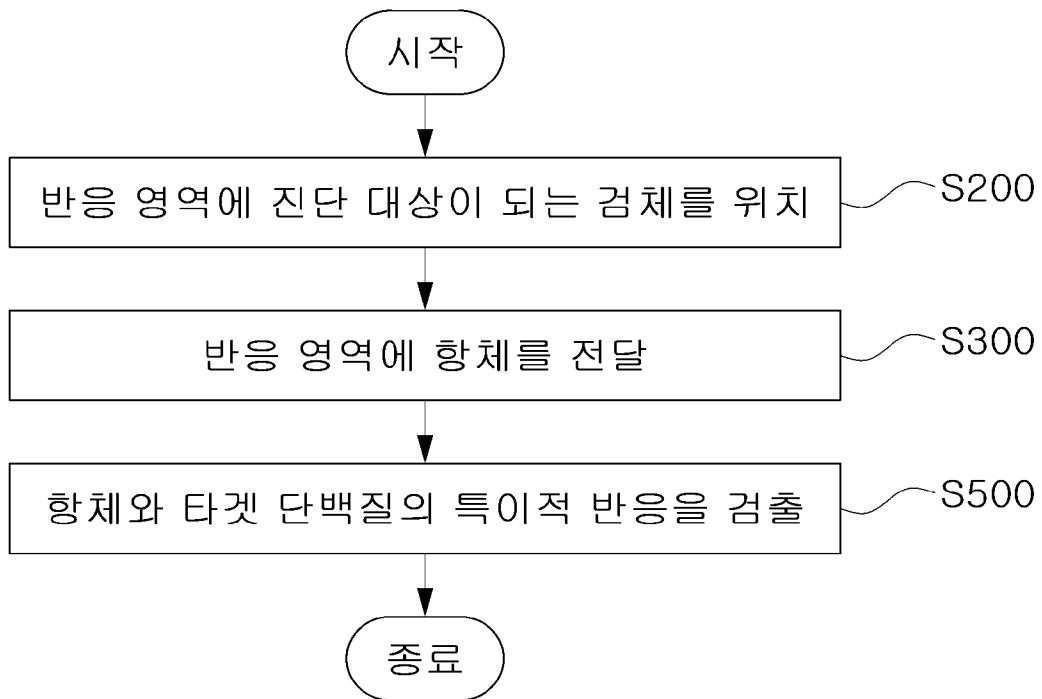 시작
반응 영역에 진단 대상이 되는 검체를 위치
S200
반응 영역에 항체를 전달
S300
항체와 타겟 단백질의 특이적 반응을 검출
S500
종료